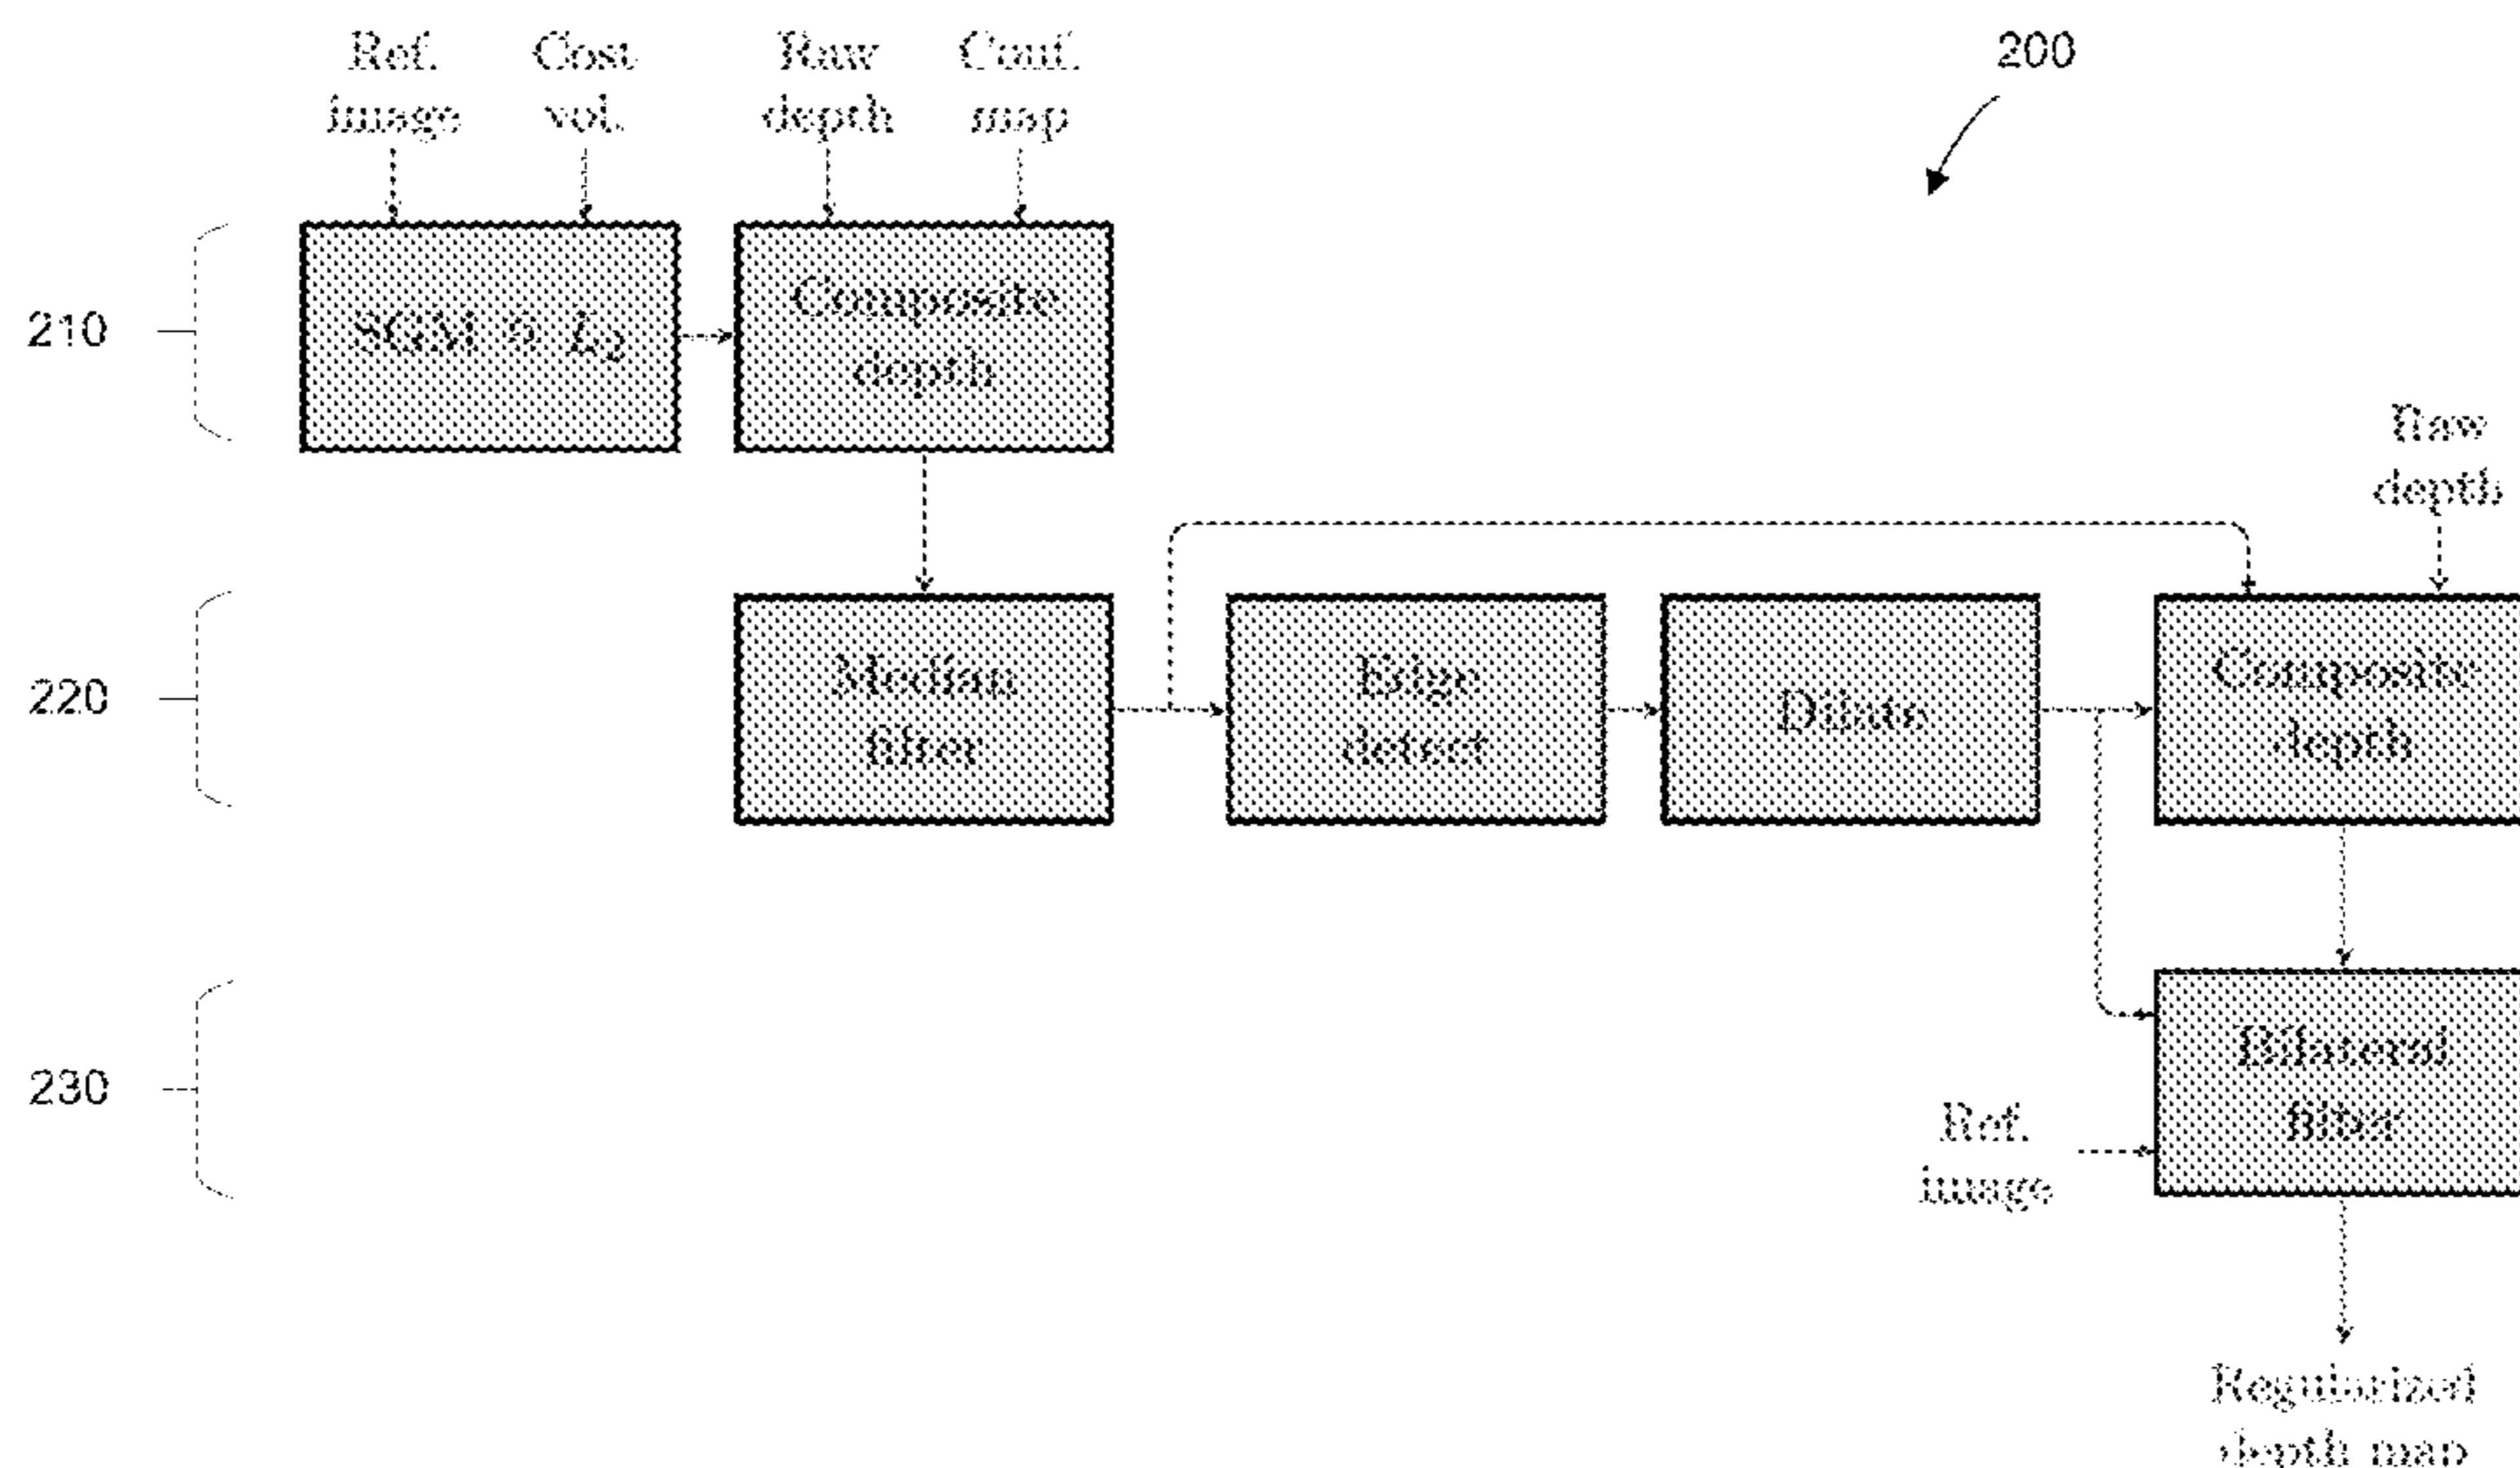 Ref. image
Cost vol.
Raw depth
Conf. map
200
210
SGM
Composite depth
Raw depth
220
Median filter
Edge detect
Dilate
Composite depth
230
Bilateral filter
Ref. image
Regularized depth map